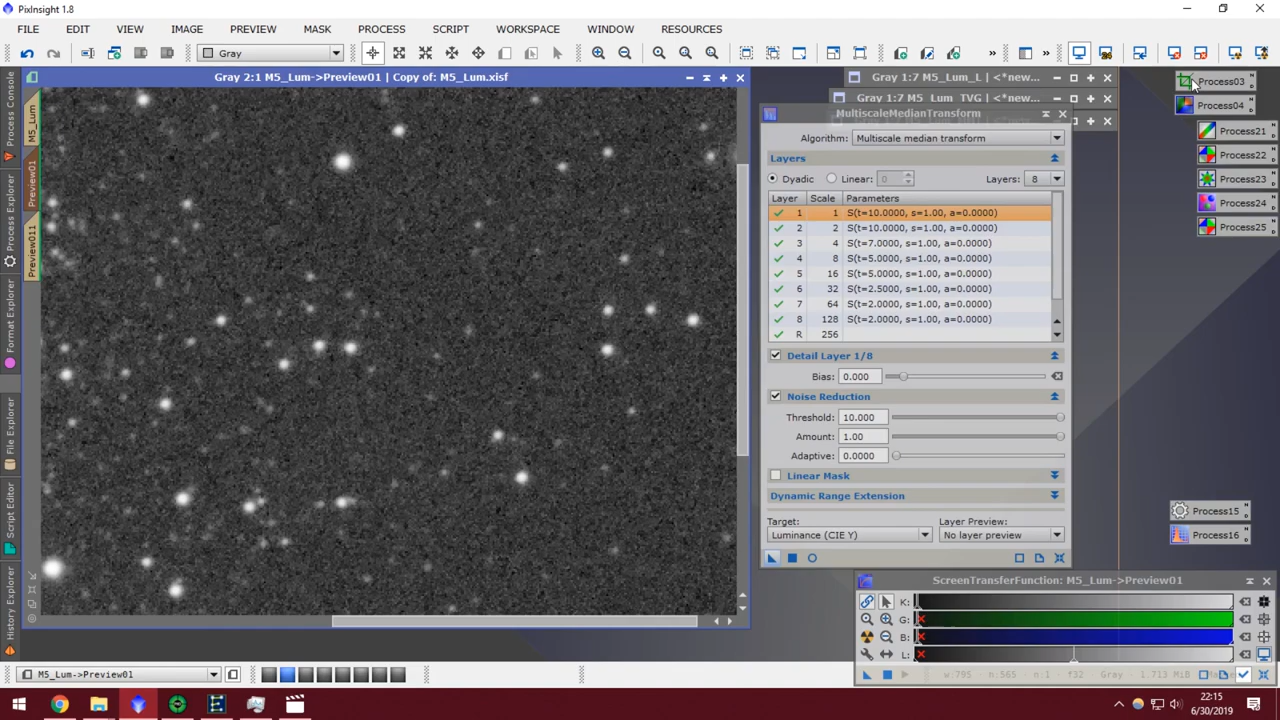 PixInsight 1.8
FILE EDIT VIEW IMAGE PREVIEW MASK PROCESS SCRIPT WORKSPACE WINDOW RESOURCES
Gray
Gray 2:1 M5_Lum->Preview01 | Copy of: M5_Lum.xisf
Gray 1:7 M5_Lum_L | <*new...
Gray 1:7 M5_Lum_TVG | <*new...
Process Console
Process Explorer
Format Explorer
File Explorer
Script Editor
History Explorer
M5_Lum
Preview01
Preview011
MultiscaleMedianTransform
Algorithm: Multiscale median transform
Layers
Dyadic Linear: 0 Layers: 8
Layer Scale Parameters
1 1 S(t=10.0000, s=1.00, a=0.0000)
2 2 S(t=10.0000, s=1.00, a=0.0000)
3 4 S(t=7.0000, s=1.00, a=0.0000)
4 8 S(t=5.0000, s=1.00, a=0.0000)
5 16 S(t=5.0000, s=1.00, a=0.0000)
6 32 S(t=2.5000, s=1.00, a=0.0000)
7 64 S(t=2.0000, s=1.00, a=0.0000)
8 128 S(t=2.0000, s=1.00, a=0.0000)
R 256
Detail Layer 1/8
Bias: 0.000
Noise Reduction
Threshold: 10.000
Amount: 1.00
Adaptive: 0.0000
Linear Mask
Dynamic Range Extension
Target: Layer Preview:
Luminance (CIE Y) No layer preview
Process03
Process04
Process21
Process22
Process23
Process24
Process25
Process15
Process16
ScreenTransferFunction: M5_Lum->Preview01
K:
G:
B:
L:
w:795 · h:565 · n:1 · f32 · Gray · 1.713 MiB
M5_Lum->Preview01
22:15
6/30/2019